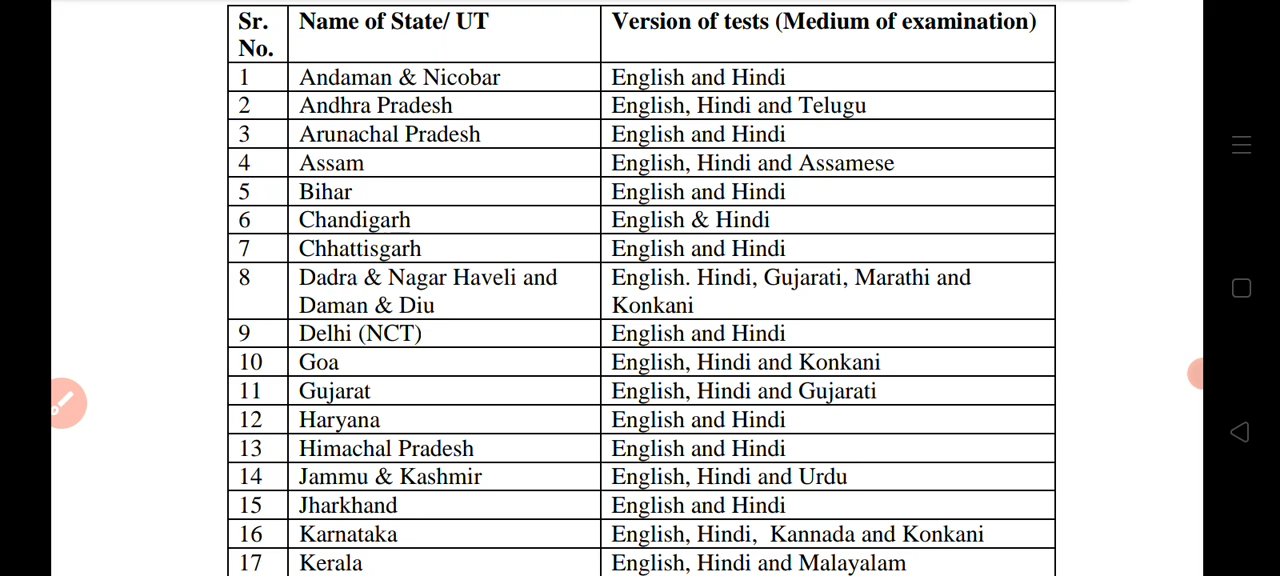 Sr. No. Name of State/ UT Version of tests (Medium of examination)
1 Andaman & Nicobar English and Hindi
2 Andhra Pradesh English, Hindi and Telugu
3 Arunachal Pradesh English and Hindi
4 Assam English, Hindi and Assamese
5 Bihar English and Hindi
6 Chandigarh English & Hindi
7 Chhattisgarh English and Hindi
8 Dadra & Nagar Haveli and English. Hindi, Gujarati, Marathi and
Daman & Diu Konkani
9 Delhi (NCT) English and Hindi
10 Goa English, Hindi and Konkani
11 Gujarat English, Hindi and Gujarati
12 Haryana English and Hindi
13 Himachal Pradesh English and Hindi
14 Jammu & Kashmir English, Hindi and Urdu
15 Jharkhand English and Hindi
16 Karnataka English, Hindi,  Kannada and Konkani
17 Kerala English, Hindi and Malayalam